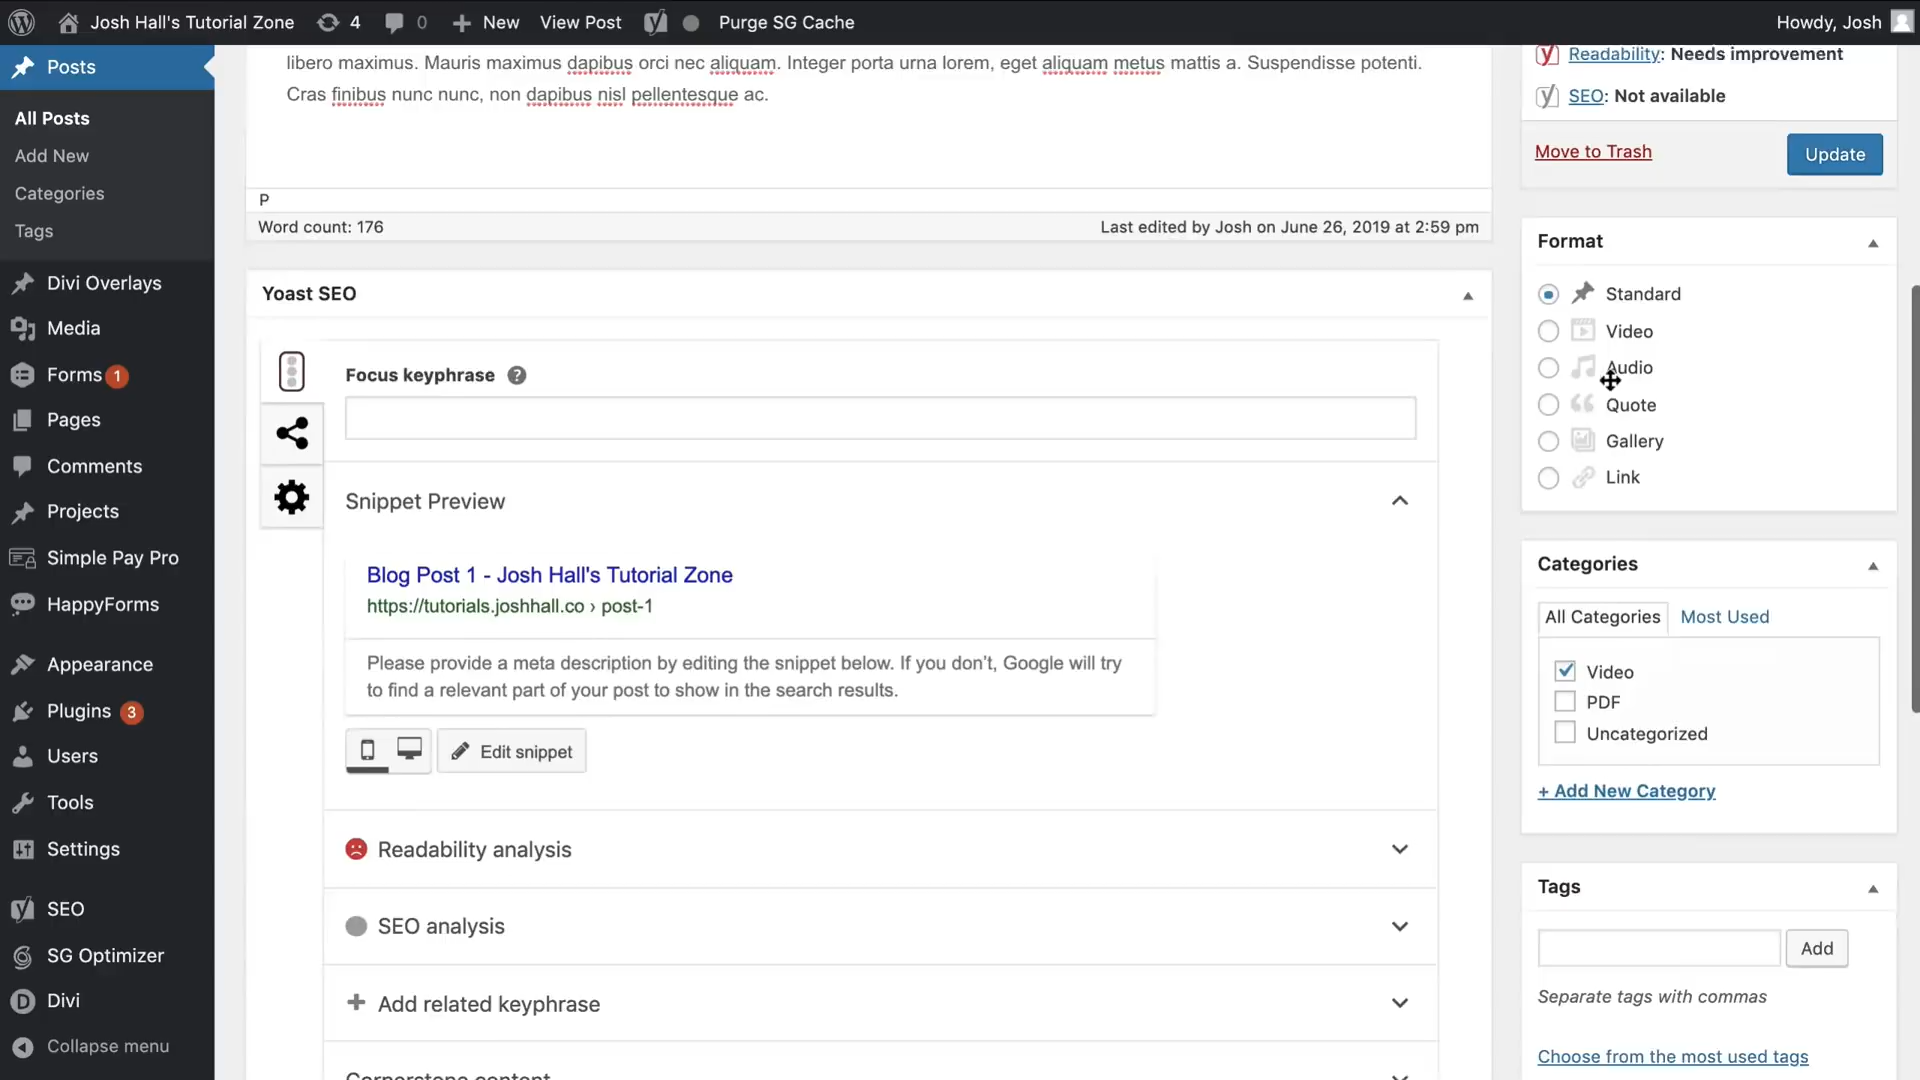 Josh Hall's Tutorial Zone 4 0 New View Post Purge SG Cache Howdy, Josh
Posts
All Posts
Add New
Categories
Tags
Divi Overlays
Media
Forms 1
Pages
Comments
Projects
Simple Pay Pro
HappyForms
Appearance
Plugins 3
Users
Tools
Settings
SEO
SG Optimizer
Divi
Collapse menu
libero maximus. Mauris maximus dapibus orci nec aliquam. Integer porta urna lorem, eget aliquam metus mattis a. Suspendisse potenti.
Cras finibus nunc nunc, non dapibus nisl pellentesque ac.
P
Word count: 176 Last edited by Josh on June 26, 2019 at 2:59 pm
Yoast SEO
Focus keyphrase ?
Snippet Preview
Blog Post 1 - Josh Hall's Tutorial Zone
https://tutorials.joshhall.co › post-1
Please provide a meta description by editing the snippet below. If you don't, Google will try
to find a relevant part of your post to show in the search results.
Edit snippet
Readability analysis
SEO analysis
Add related keyphrase
Cornerstone content
Readability: Needs improvement
SEO: Not available
Move to Trash Update
Format
Standard
Video
Audio
Quote
Gallery
Link
Categories
All Categories Most Used
Video
PDF
Uncategorized
+ Add New Category
Tags
Add
Separate tags with commas
Choose from the most used tags